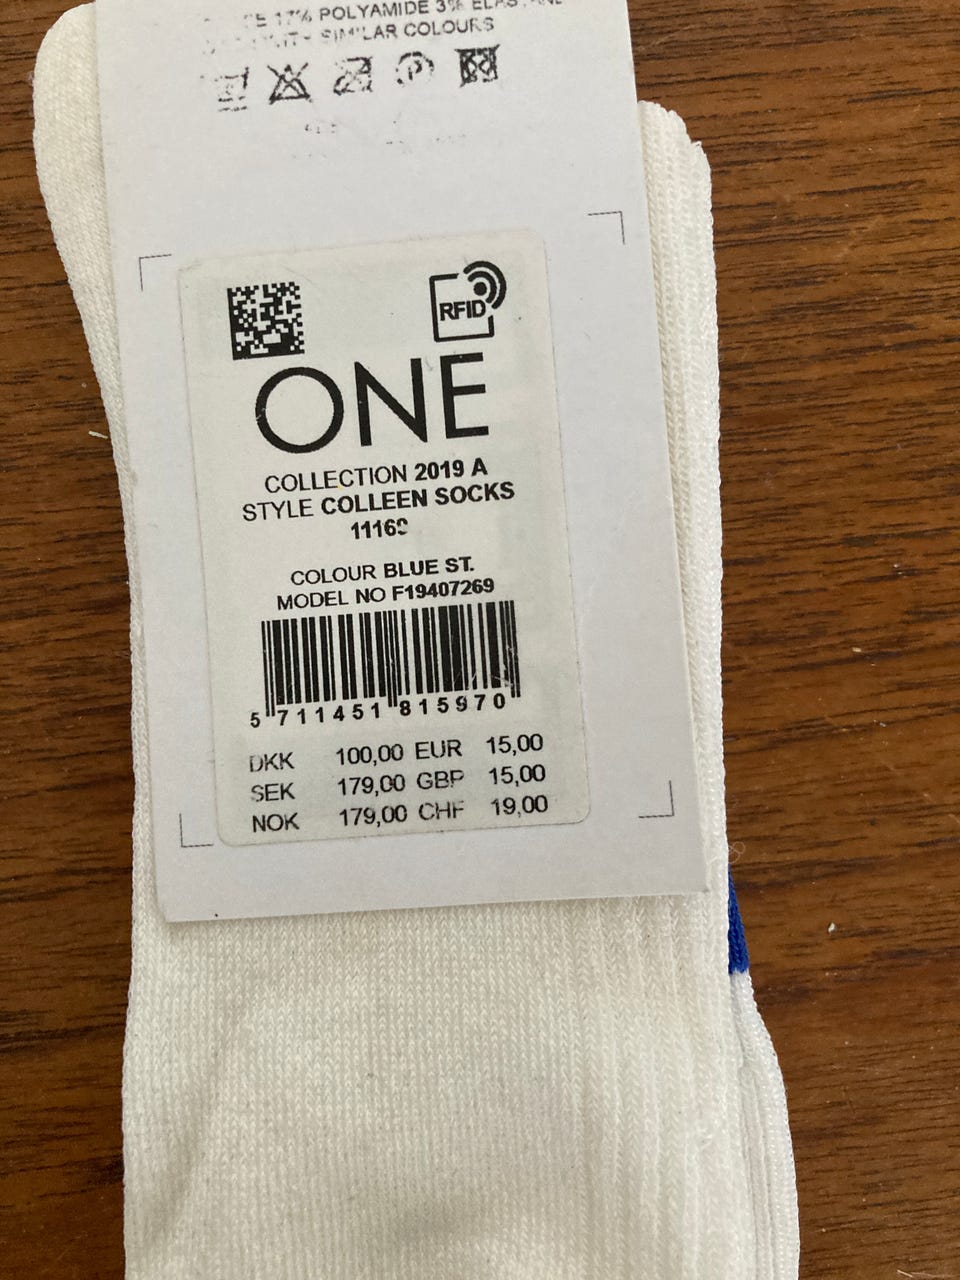 17% POLYAMIDE 3% ELASTANE
SIMILAR COLOURS
RFID
ONE
COLLECTION 2019 A
STYLE COLLEEN SOCKS
COLOUR BLUE ST.
MODEL NO F19407269
5 711451 815970
DKK 100,00 EUR 15,00
SEK 179,00 GBP 15,00
NOK 179,00 CHF 19,00